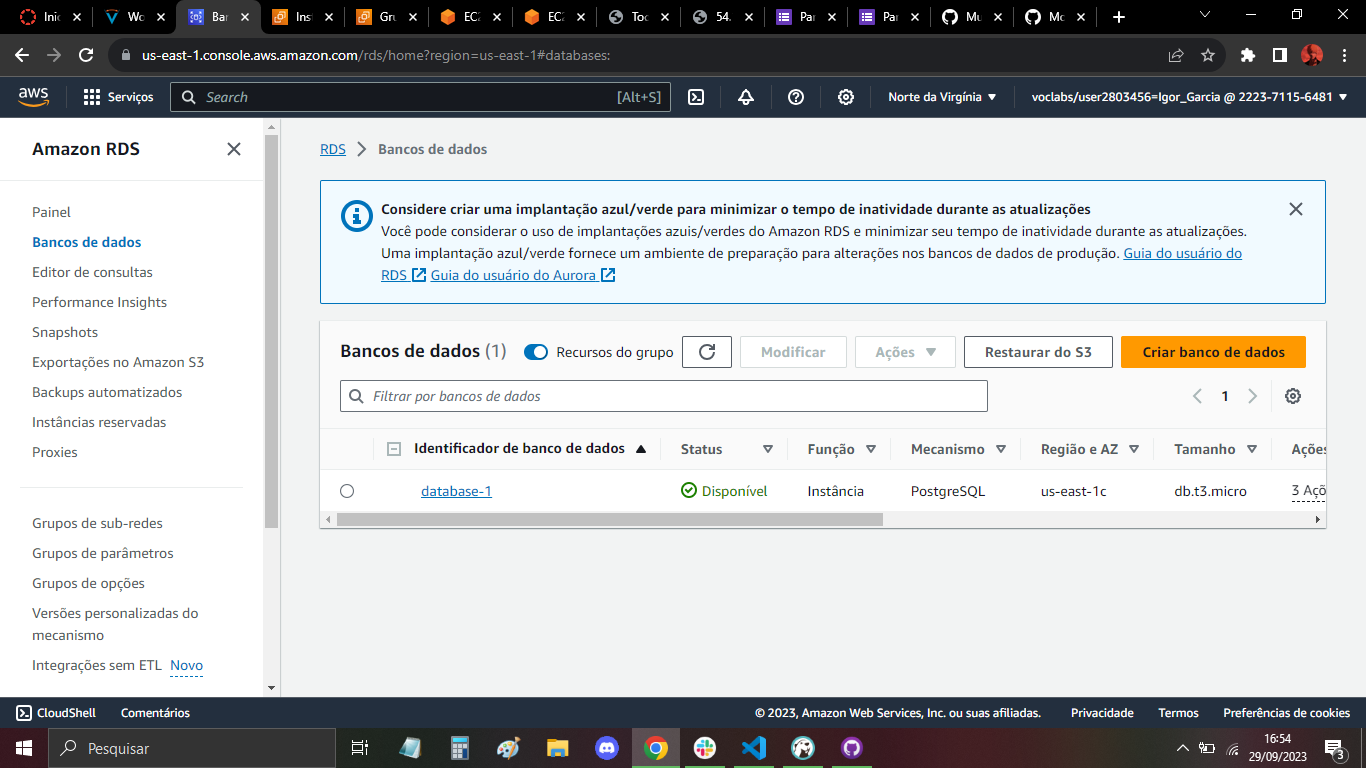 Inic
Wo
Bar
Inst
Gru
EC2
EC2
Toc
54.
Par
Par
Mu
Mc
us-east-1.console.aws.amazon.com/rds/home?region=us-east-1#databases:
aws
Serviços
Search
[Alt+S]
Norte da Virgínia
voclabs/user2803456=Igor_Garcia @ 2223-7115-6481
Amazon RDS
Painel
Bancos de dados
Editor de consultas
Performance Insights
Snapshots
Exportações no Amazon S3
Backups automatizados
Instâncias reservadas
Proxies
Grupos de sub-redes
Grupos de parâmetros
Grupos de opções
Versões personalizadas do
mecanismo
Integrações sem ETL Novo
RDS > Bancos de dados
Considere criar uma implantação azul/verde para minimizar o tempo de inatividade durante as atualizações
Você pode considerar o uso de implantações azuis/verdes do Amazon RDS e minimizar seu tempo de inatividade durante as atualizações.
Uma implantação azul/verde fornece um ambiente de preparação para alterações nos bancos de dados de produção. Guia do usuário do
RDS Guia do usuário do Aurora
Bancos de dados (1)
Recursos do grupo
Modificar
Ações
Restaurar do S3
Criar banco de dados
Filtrar por bancos de dados
1
Identificador de banco de dados
Status
Função
Mecanismo
Região e AZ
Tamanho
Ações
database-1
Disponível
Instância
PostgreSQL
us-east-1c
db.t3.micro
3 Açõ
CloudShell
Comentários
© 2023, Amazon Web Services, Inc. ou suas afiliadas.
Privacidade
Termos
Preferências de cookies
Pesquisar
16:54
29/09/2023
3